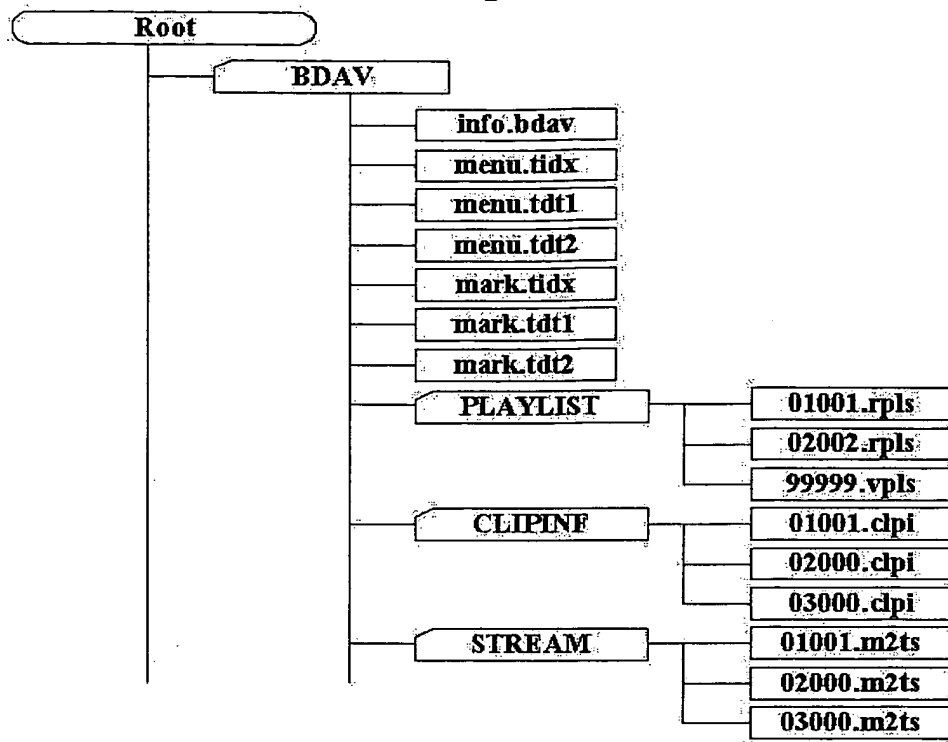 Root
BDAV
info.bdav
menu.tidx
menu.tdt1
menu.tdt2
mark.tidx
mark.tdt1
mark.tdt2
PLAYLIST
01001.rpls
02002.rpls
99999.vpls
CLIPINF
01001.clpi
02000.clpi
03000.clpi
STREAM
01001.m2ts
02000.m2ts
03000.m2ts